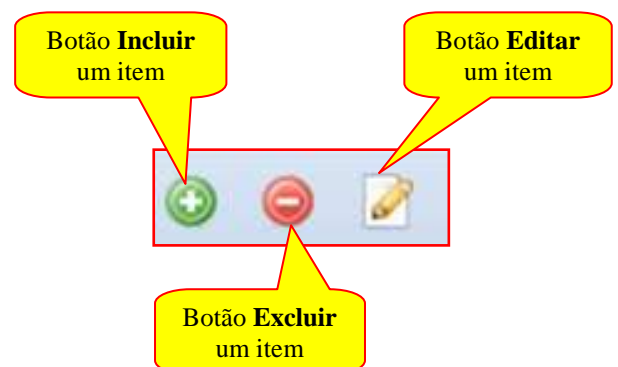 Botão Incluir
um item
Botão Editar
um item
Botão Excluir
um item